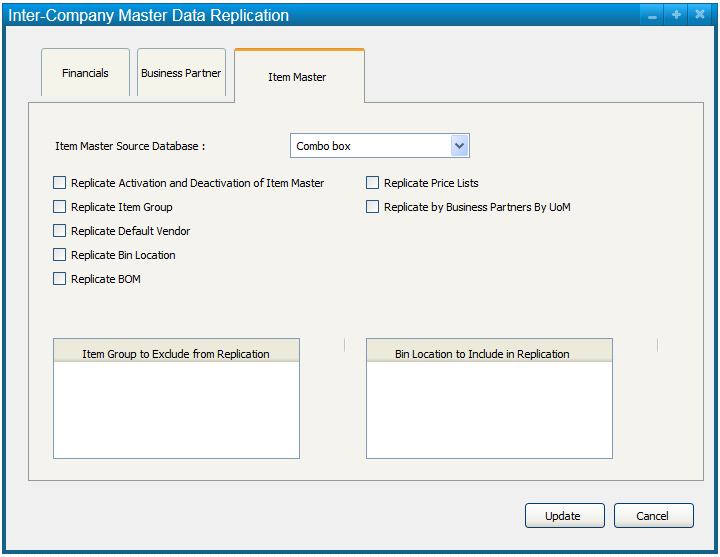 Inter-Company Master Data Replication
Financials
Business Partner
Item Master
Item Master Source Database :
Combo box
Replicate Activation and Deactivation of Item Master
Replicate Price Lists
Replicate Item Group
Replicate by Business Partners By UoM
Replicate Default Vendor
Replicate Bin Location
Replicate BOM
Item Group to Exclude from Replication
Bin Location to Include in Replication
Update
Cancel